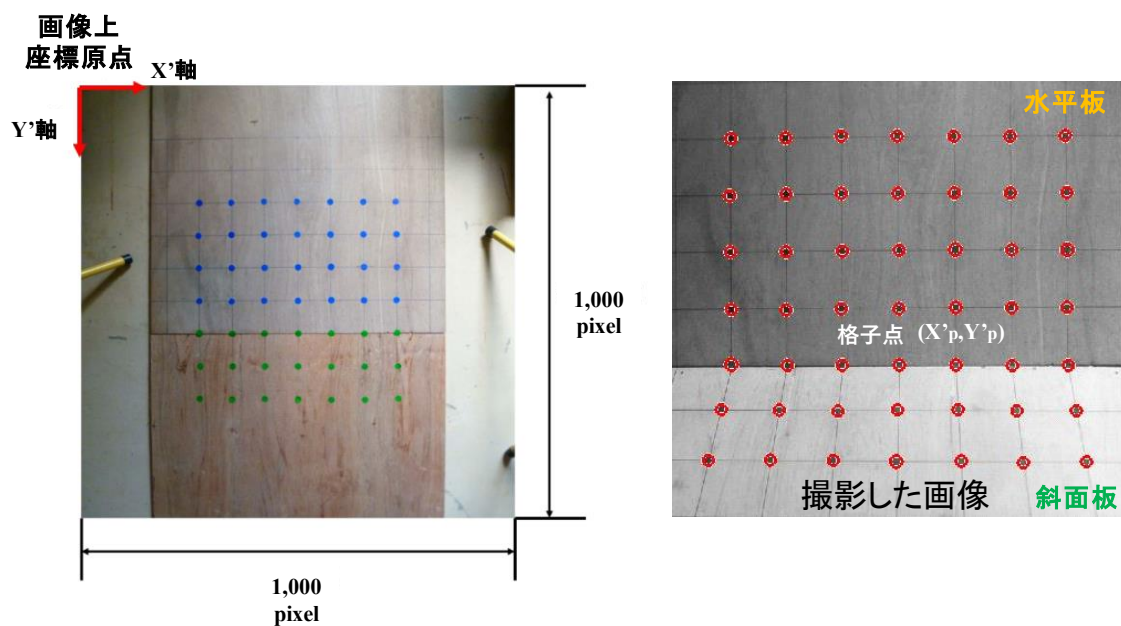 画像上
座標原点
X’軸
Y’軸
1,000
pixel
1,000
pixel
水平板
格子点 (X’p,Y’p)
撮影した画像
斜面板